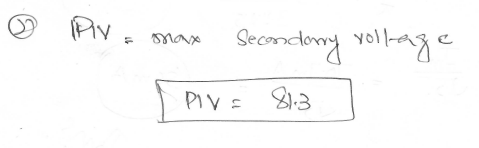 ② PIV = max Secondary voltage
PIV = 81.3